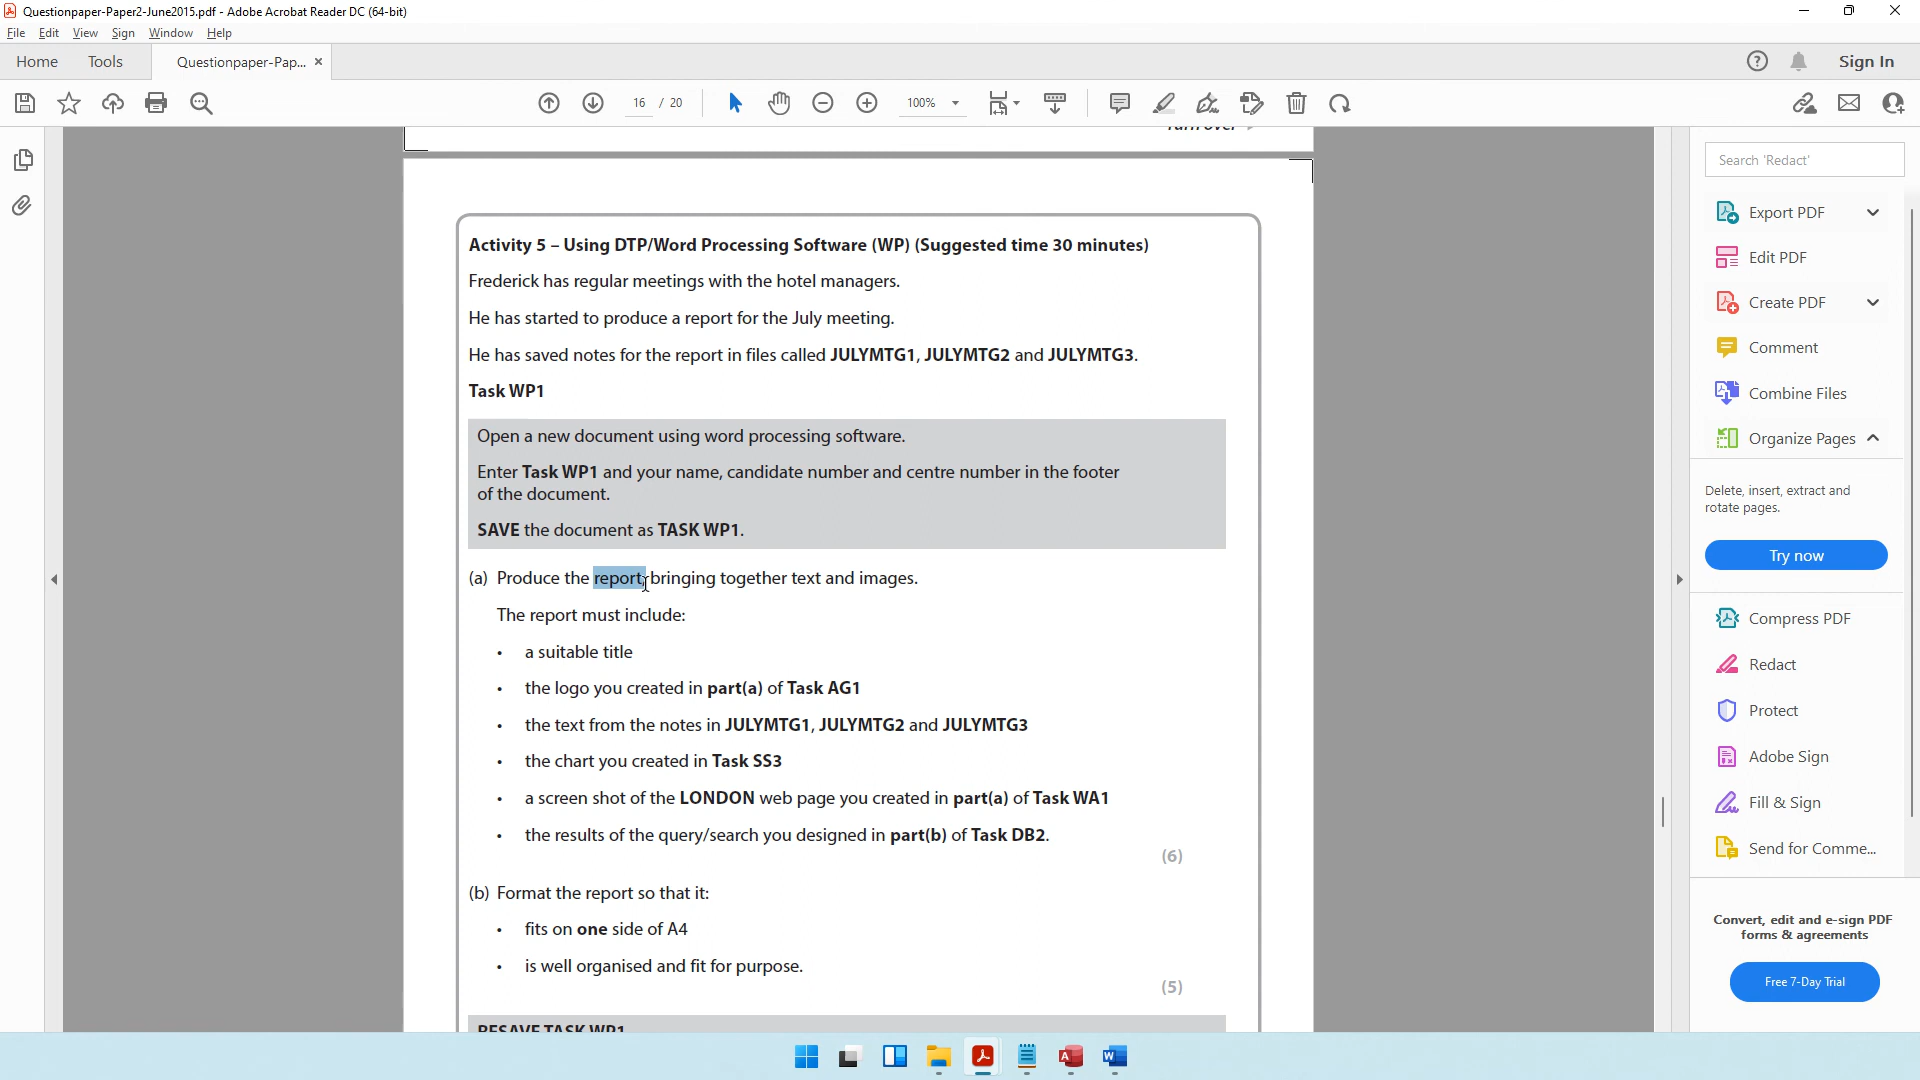 Questionpaper-Paper2-June2015.pdf - Adobe Acrobat Reader DC (64-bit)
File Edit View Sign Window Help
Home Tools Questionpaper-Pap... × Sign In
16 / 20 100%
Turn over
Search 'Redact'
Activity 5 – Using DTP/Word Processing Software (WP) (Suggested time 30 minutes)
Frederick has regular meetings with the hotel managers.
He has started to produce a report for the July meeting.
He has saved notes for the report in files called JULYMTG1, JULYMTG2 and JULYMTG3.
Task WP1
Open a new document using word processing software.
Enter Task WP1 and your name, candidate number and centre number in the footer
of the document.
SAVE the document as TASK WP1.
(a) Produce the report, bringing together text and images.
The report must include:
• a suitable title
• the logo you created in part(a) of Task AG1
• the text from the notes in JULYMTG1, JULYMTG2 and JULYMTG3
• the chart you created in Task SS3
• a screen shot of the LONDON web page you created in part(a) of Task WA1
• the results of the query/search you designed in part(b) of Task DB2.
(6)
(b) Format the report so that it:
• fits on one side of A4
• is well organised and fit for purpose.
(5)
RESAVE TASK WP1
Export PDF
Edit PDF
Create PDF
Comment
Combine Files
Organize Pages
Delete, insert, extract and
rotate pages.
Try now
Compress PDF
Redact
Protect
Adobe Sign
Fill & Sign
Send for Comme...
Convert, edit and e-sign PDF
forms & agreements
Free 7-Day Trial